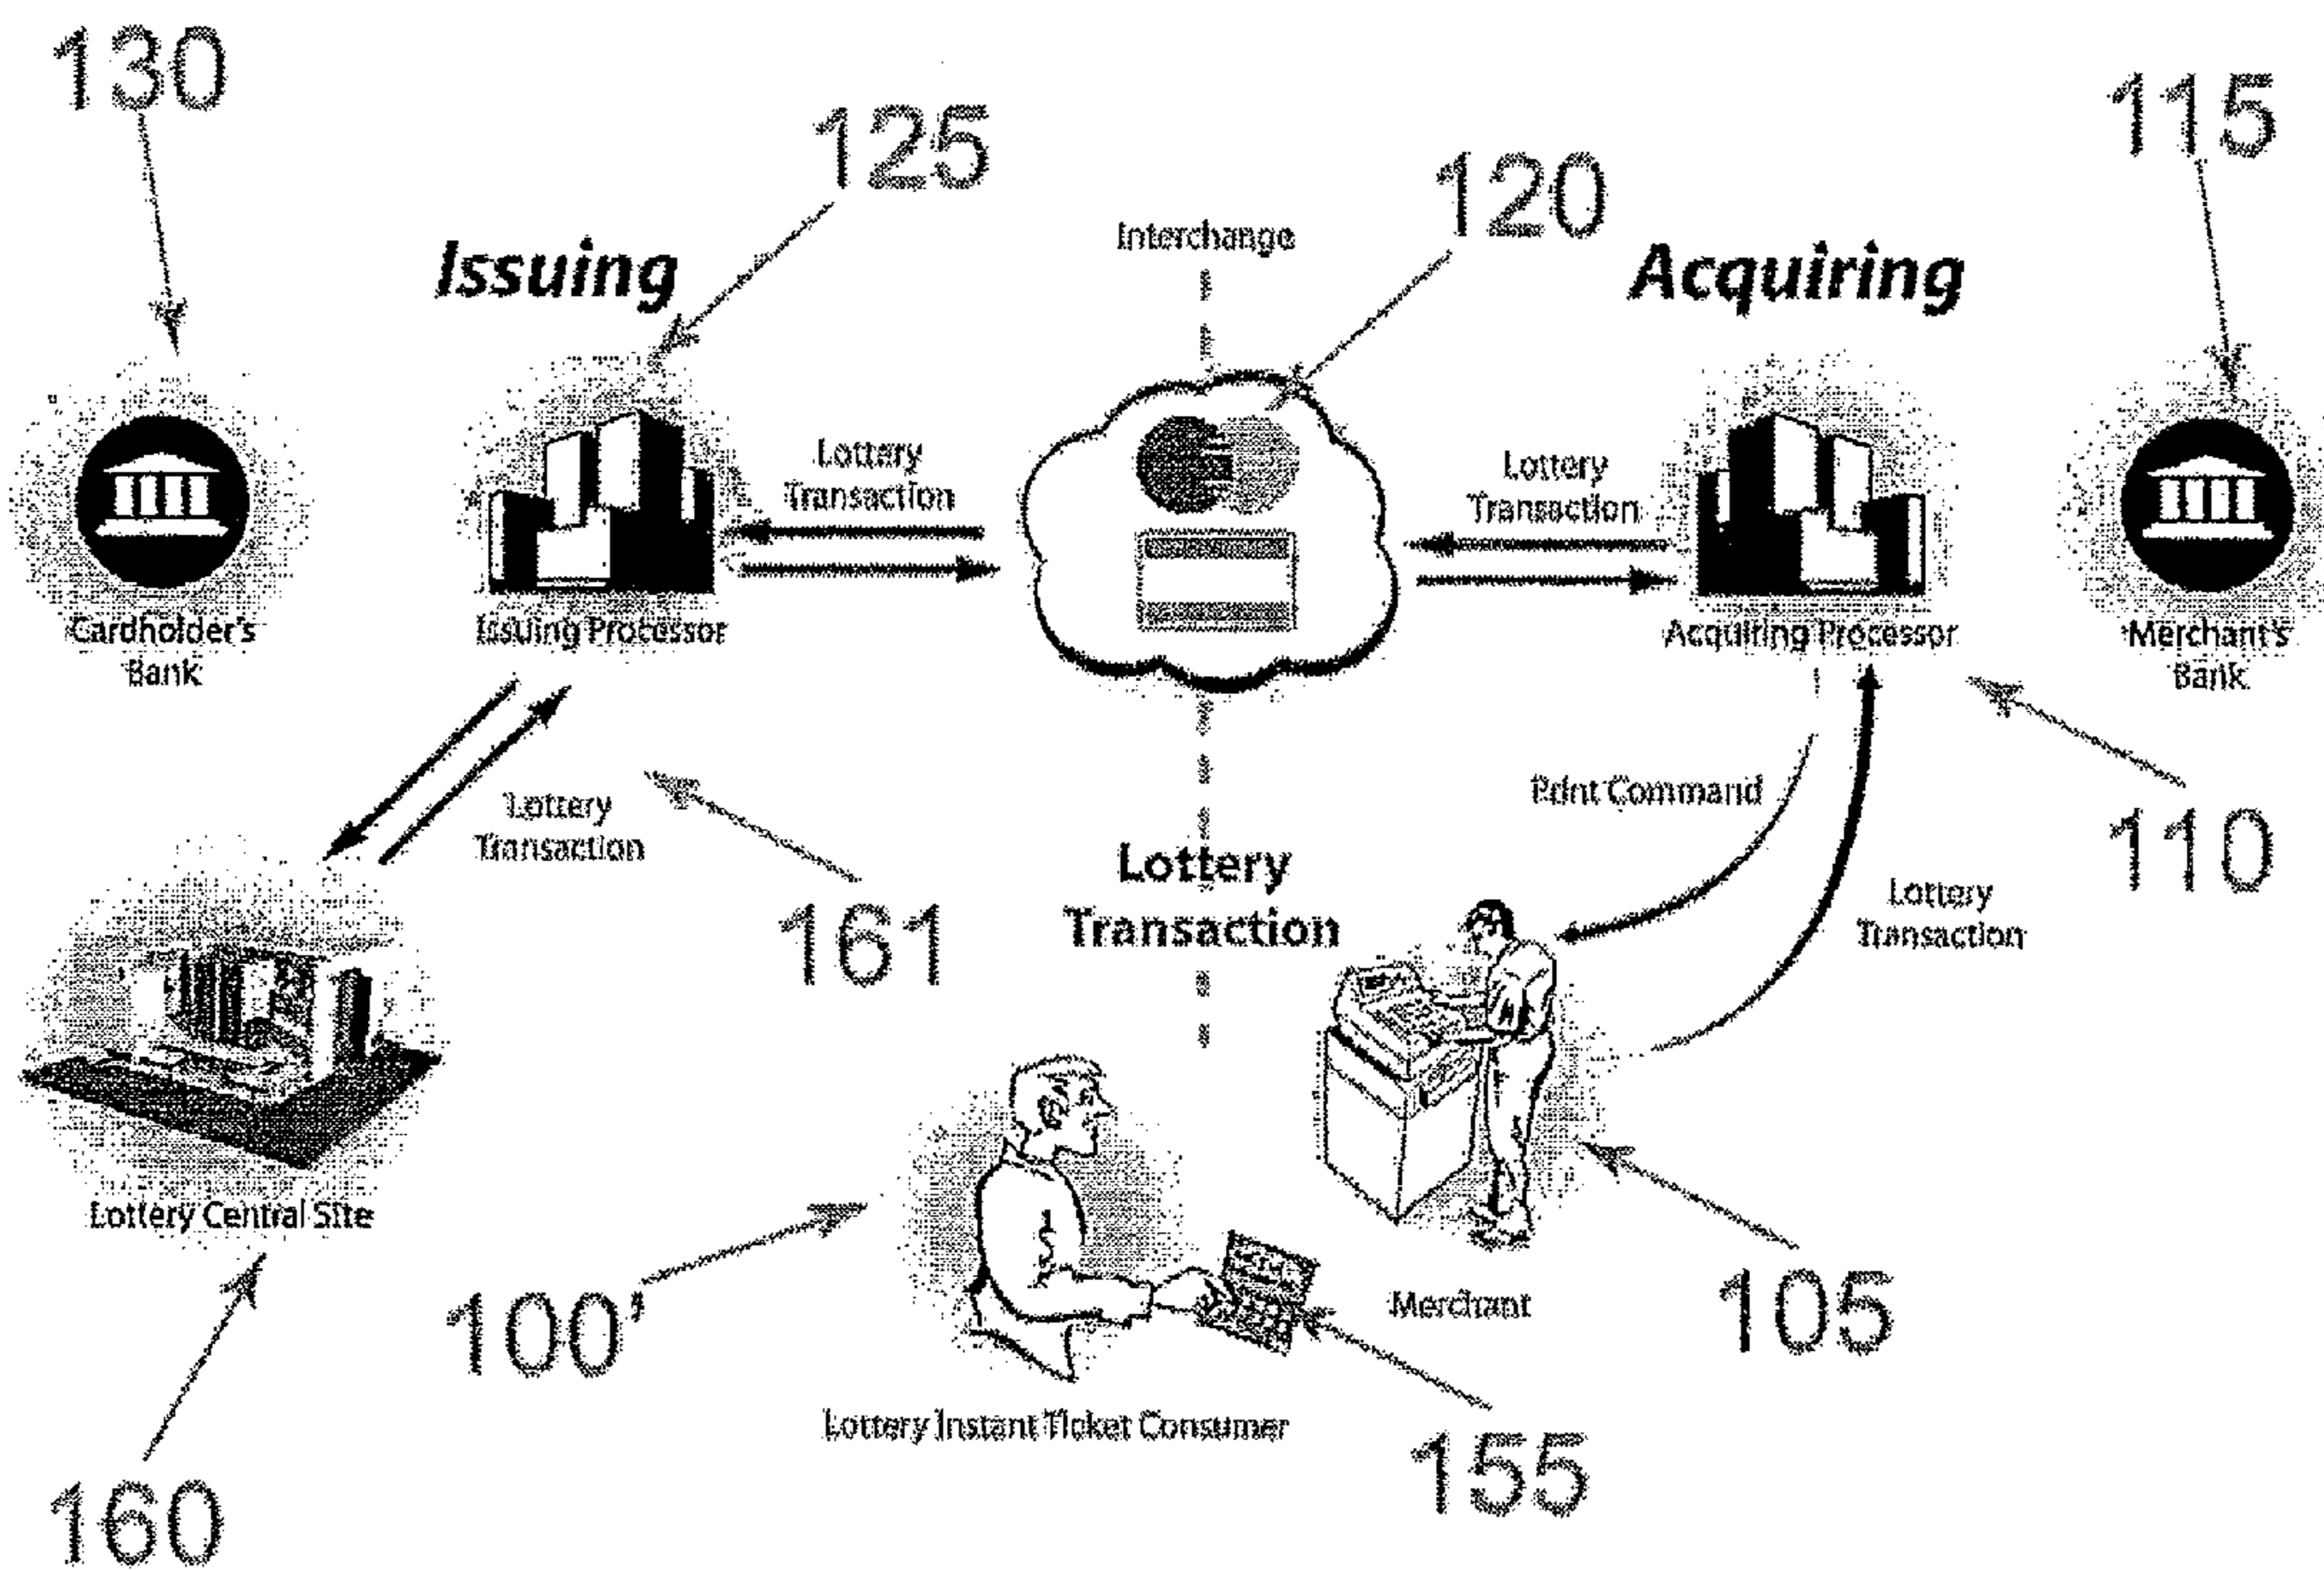 130
125
115
120
Interchange
Issuing
Acquiring
Lottery
Transaction
Lottery
Transaction
Cardholder's
Bank
Issuing Processor
Acquiring Processor
Merchant's
Bank
Lottery
Transaction
Print Command
110
Lottery
Transaction
Lottery
Transaction
161
Lottery Central Site
100'
Merchant
105
Lottery Instant Ticket Consumer
155
160